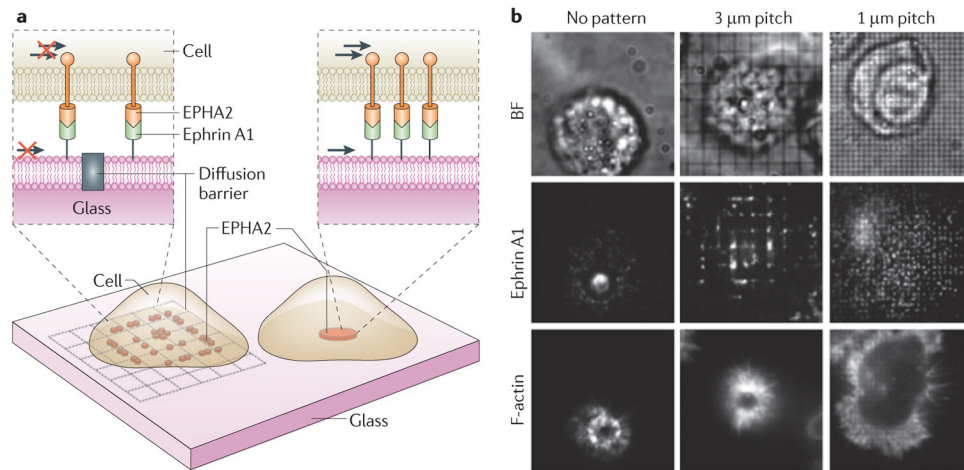 a
Cell
EPHA2
Ephrin A1
Diffusion
barrier
Glass
EPHA2
Cell
Glass
b
No pattern
3 μm pitch
1 μm pitch
BF
Ephrin A1
F-actin